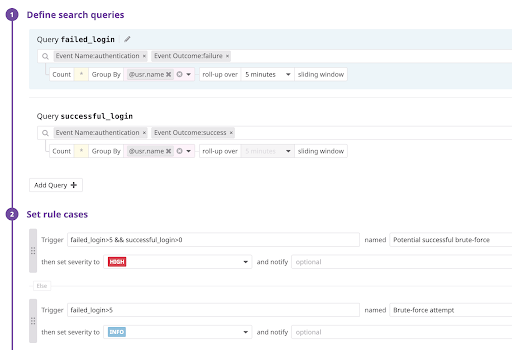 1 Define search queries
Query failed_login
Event Name:authentication × Event Outcome:failure ×
Count * Group By @usr.name ⌘ roll-up over 5 minutes sliding window
Query successful_login
Event Name:authentication × Event Outcome:success ×
Count * Group By @usr.name ⌘ roll-up over 5 minutes sliding window
Add Query +
2 Set rule cases
Trigger failed_login>5 && successful_login>0 named Potential successful brute-force
then set severity to HIGH and notify optional
Else
Trigger failed_login>5 named Brute-force attempt
then set severity to INFO and notify optional